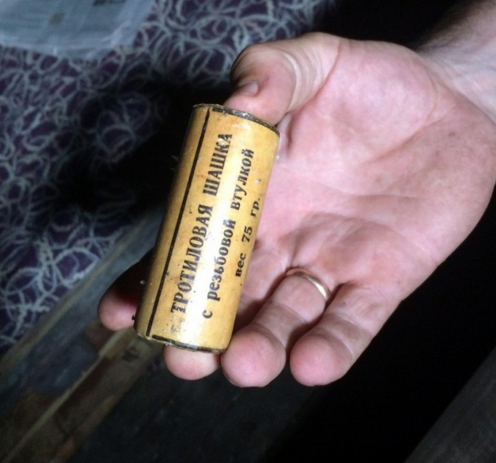 ТРОТИЛОВАЯ ШАШКА
с резьбовой втулкой
вес 75 гр.